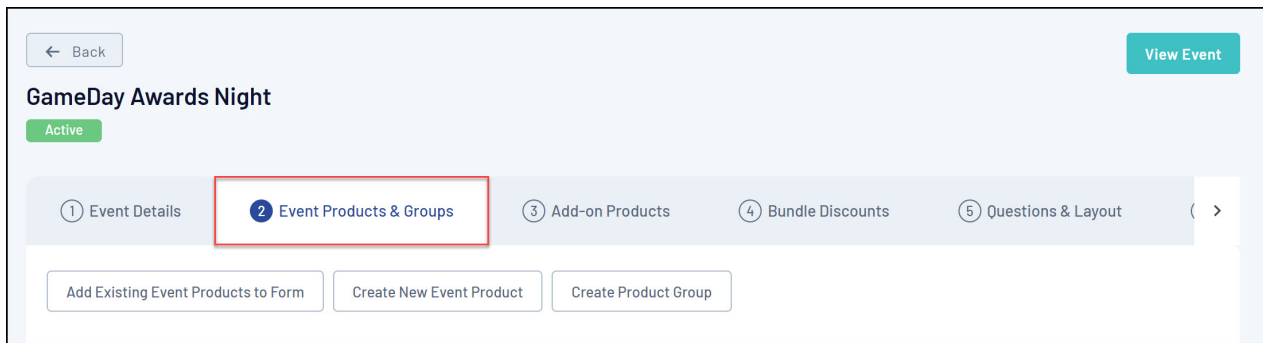 ← Back
View Event
GameDay Awards Night
Active
1 Event Details 2 Event Products & Groups 3 Add-on Products 4 Bundle Discounts 5 Questions & Layout
Add Existing Event Products to Form Create New Event Product Create Product Group